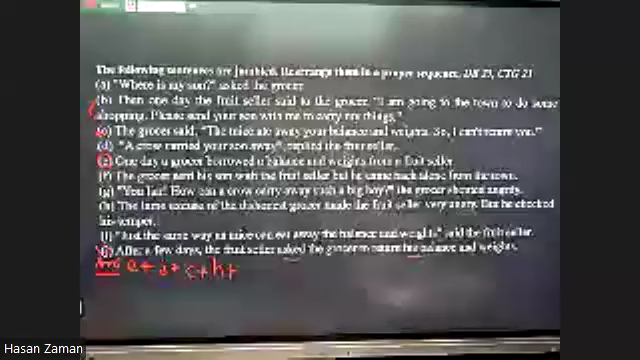 The following sentences are jumbled. Rearrange them in a proper sequence. DB 23, CTG 23
(a) "Where is my son?" asked the grocer.
(b) Then one day the fruit seller said to the grocer, "I am going to the town to do some
shopping. Please send your son with me to carry my things."
(c) The grocer said, "The mice ate away your balance and weights. So, I can't return you."
(d) "A crow carried your son away", replied the fruit seller.
(e) One day a grocer borrowed a balance and weights from a fruit seller.
(f) The grocer sent his son with the fruit seller but he came back alone from the town.
(g) "You liar! How can a crow carry away such a big boy?" the grocer shouted angrily.
(h) The lame excuse of the dishonest grocer made the fruit seller very angry. But he checked
his temper.
(i) "Just the same way as mice can eat away the balance and weights" said the fruit seller.
(j) After a few days, the fruit seller asked the grocer to return his balance and weights.
e+ j+ c+h+
Hasan Zaman